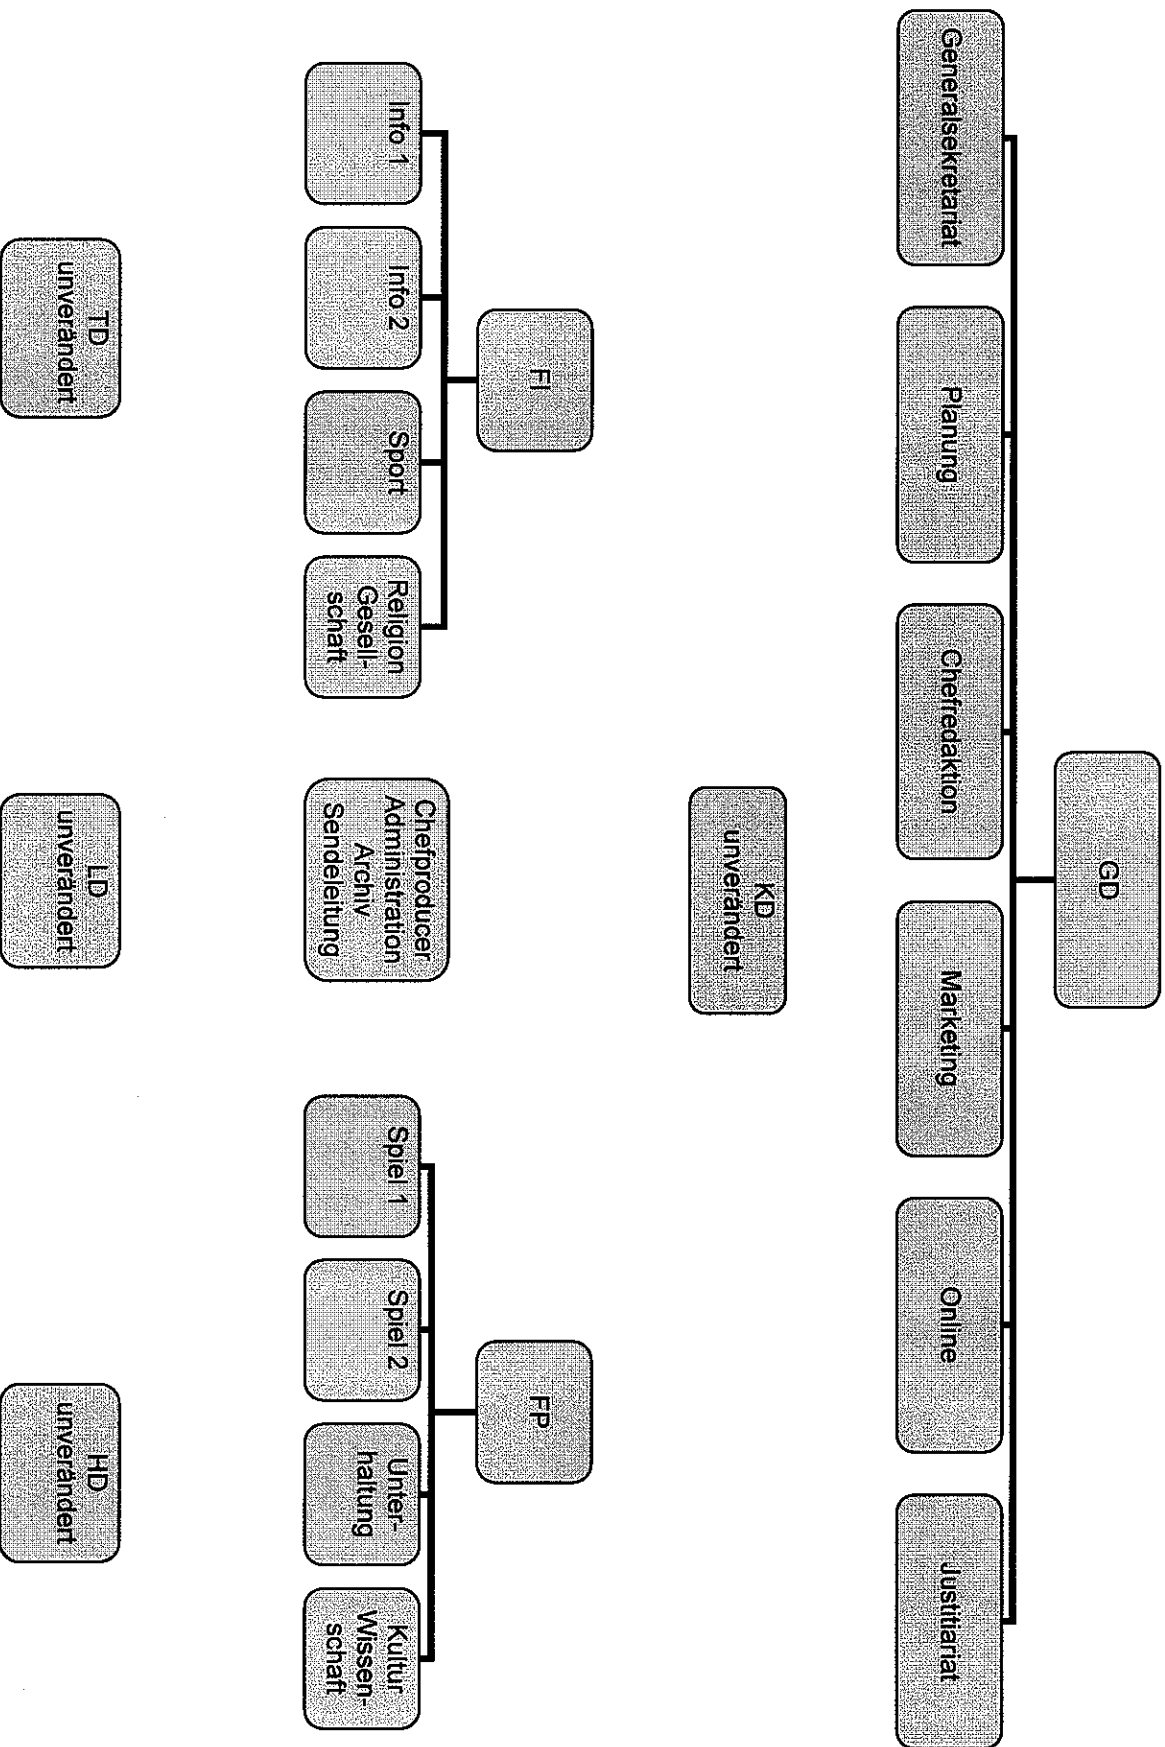 GD
Generalsekretariat
Planung
Chefredaktion
Marketing
Online
Justitiariat
KD
unverändert
FI
FP
Info 1
Info 2
Sport
Religion
Gesell-
schaft
Chefproducer
Administration
Archiv
Sendeleitung
Spiel 1
Spiel 2
Unter-
haltung
Kultur
Wissen-
schaft
TD
unverändert
LD
unverändert
HD
unverändert